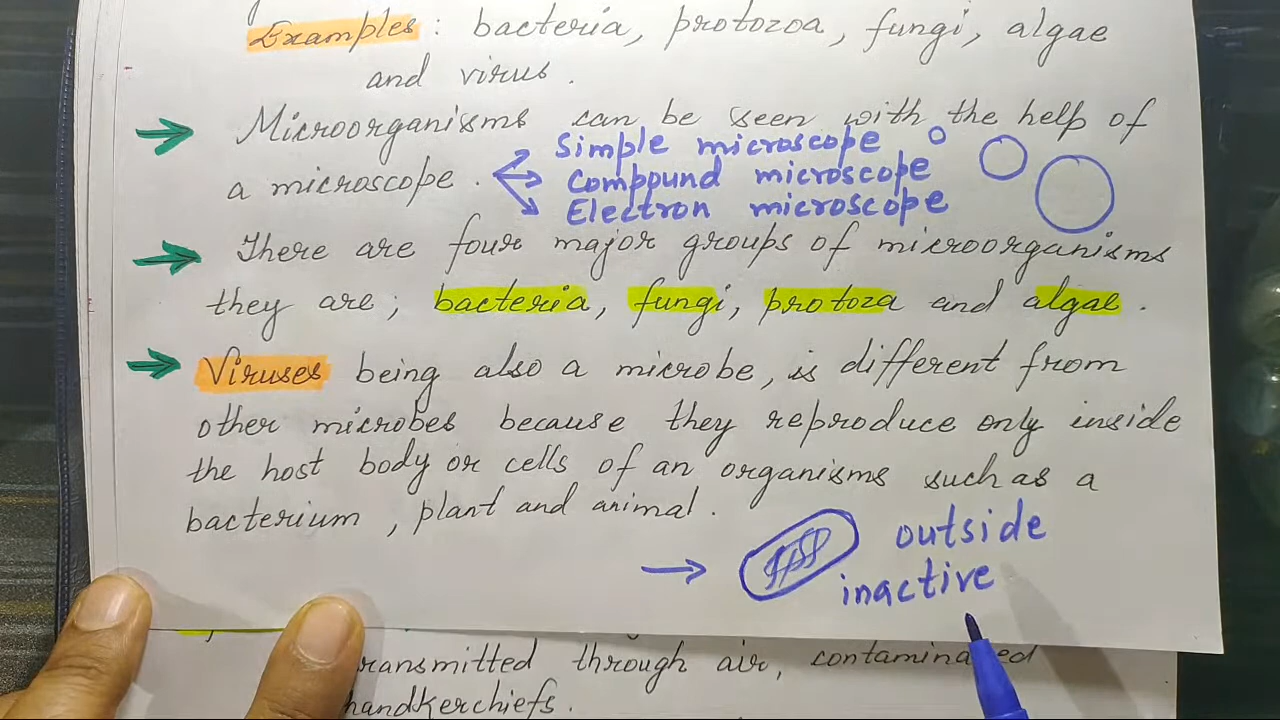 Examples: bacteria, protozoa, fungi, algae
and virus.
Microorganisms can be seen with the help of
a microscope.
Simple microscope
Compound microscope
Electron microscope
There are four major groups of microorganisms
they are; bacteria, fungi, protoza and algae.
Viruses being also a microbe, is different from
other microbes because they reproduce only inside
the host body or cells of an organisms such as a
bacterium, plant and animal.
outside
inactive
transmitted through air, contaminated
handkerchiefs.